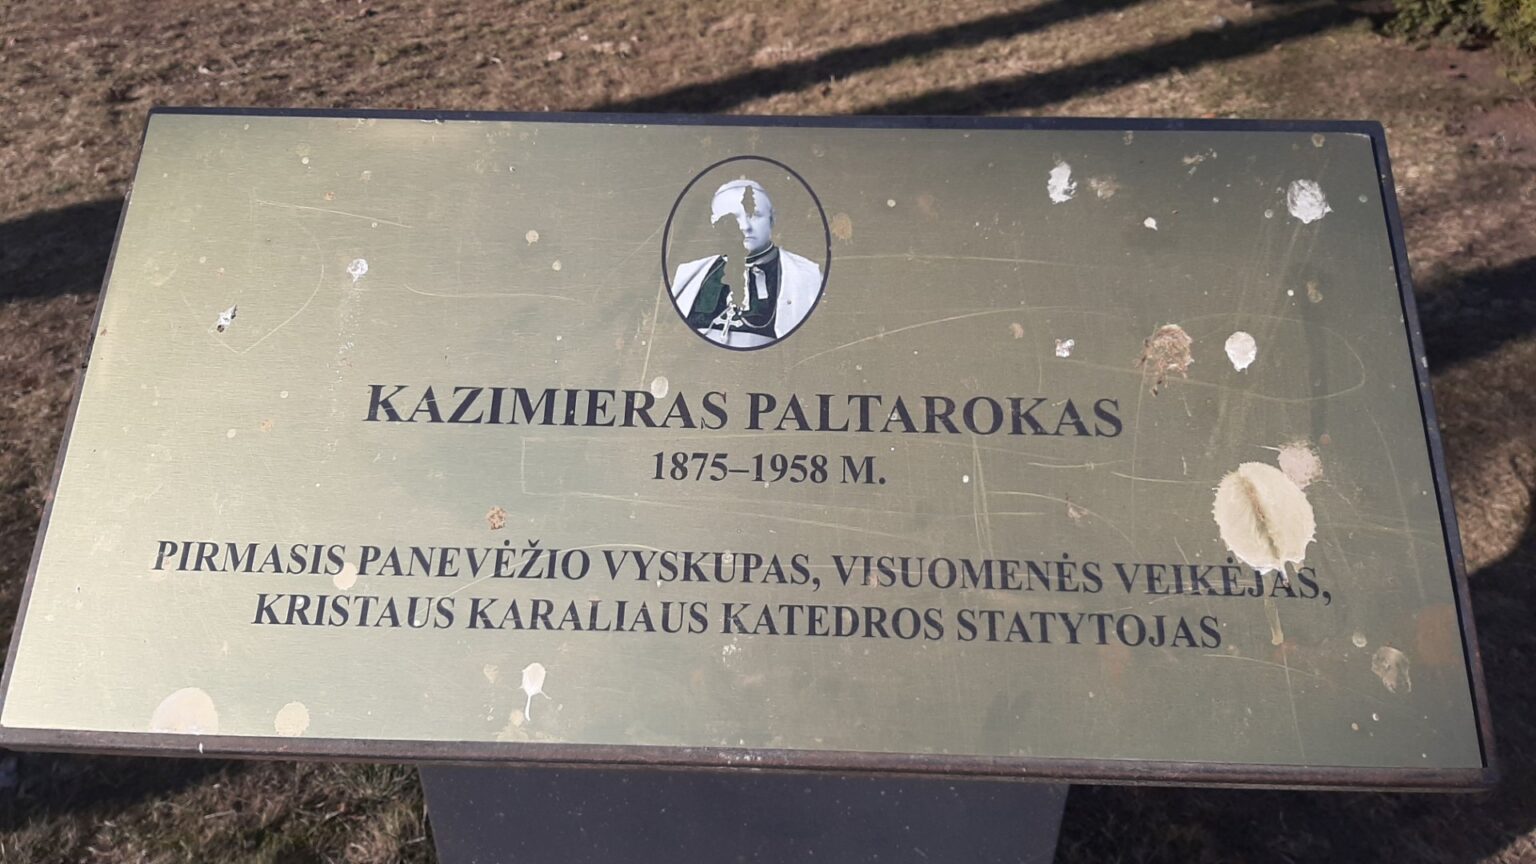 KAZIMIERAS PALTAROKAS
1875–1958 M.
PIRMASIS PANEVĖŽIO VYSKUPAS, VISUOMENĖS VEIKĖJAS,
KRISTAUS KARALIAUS KATEDROS STATYTOJAS